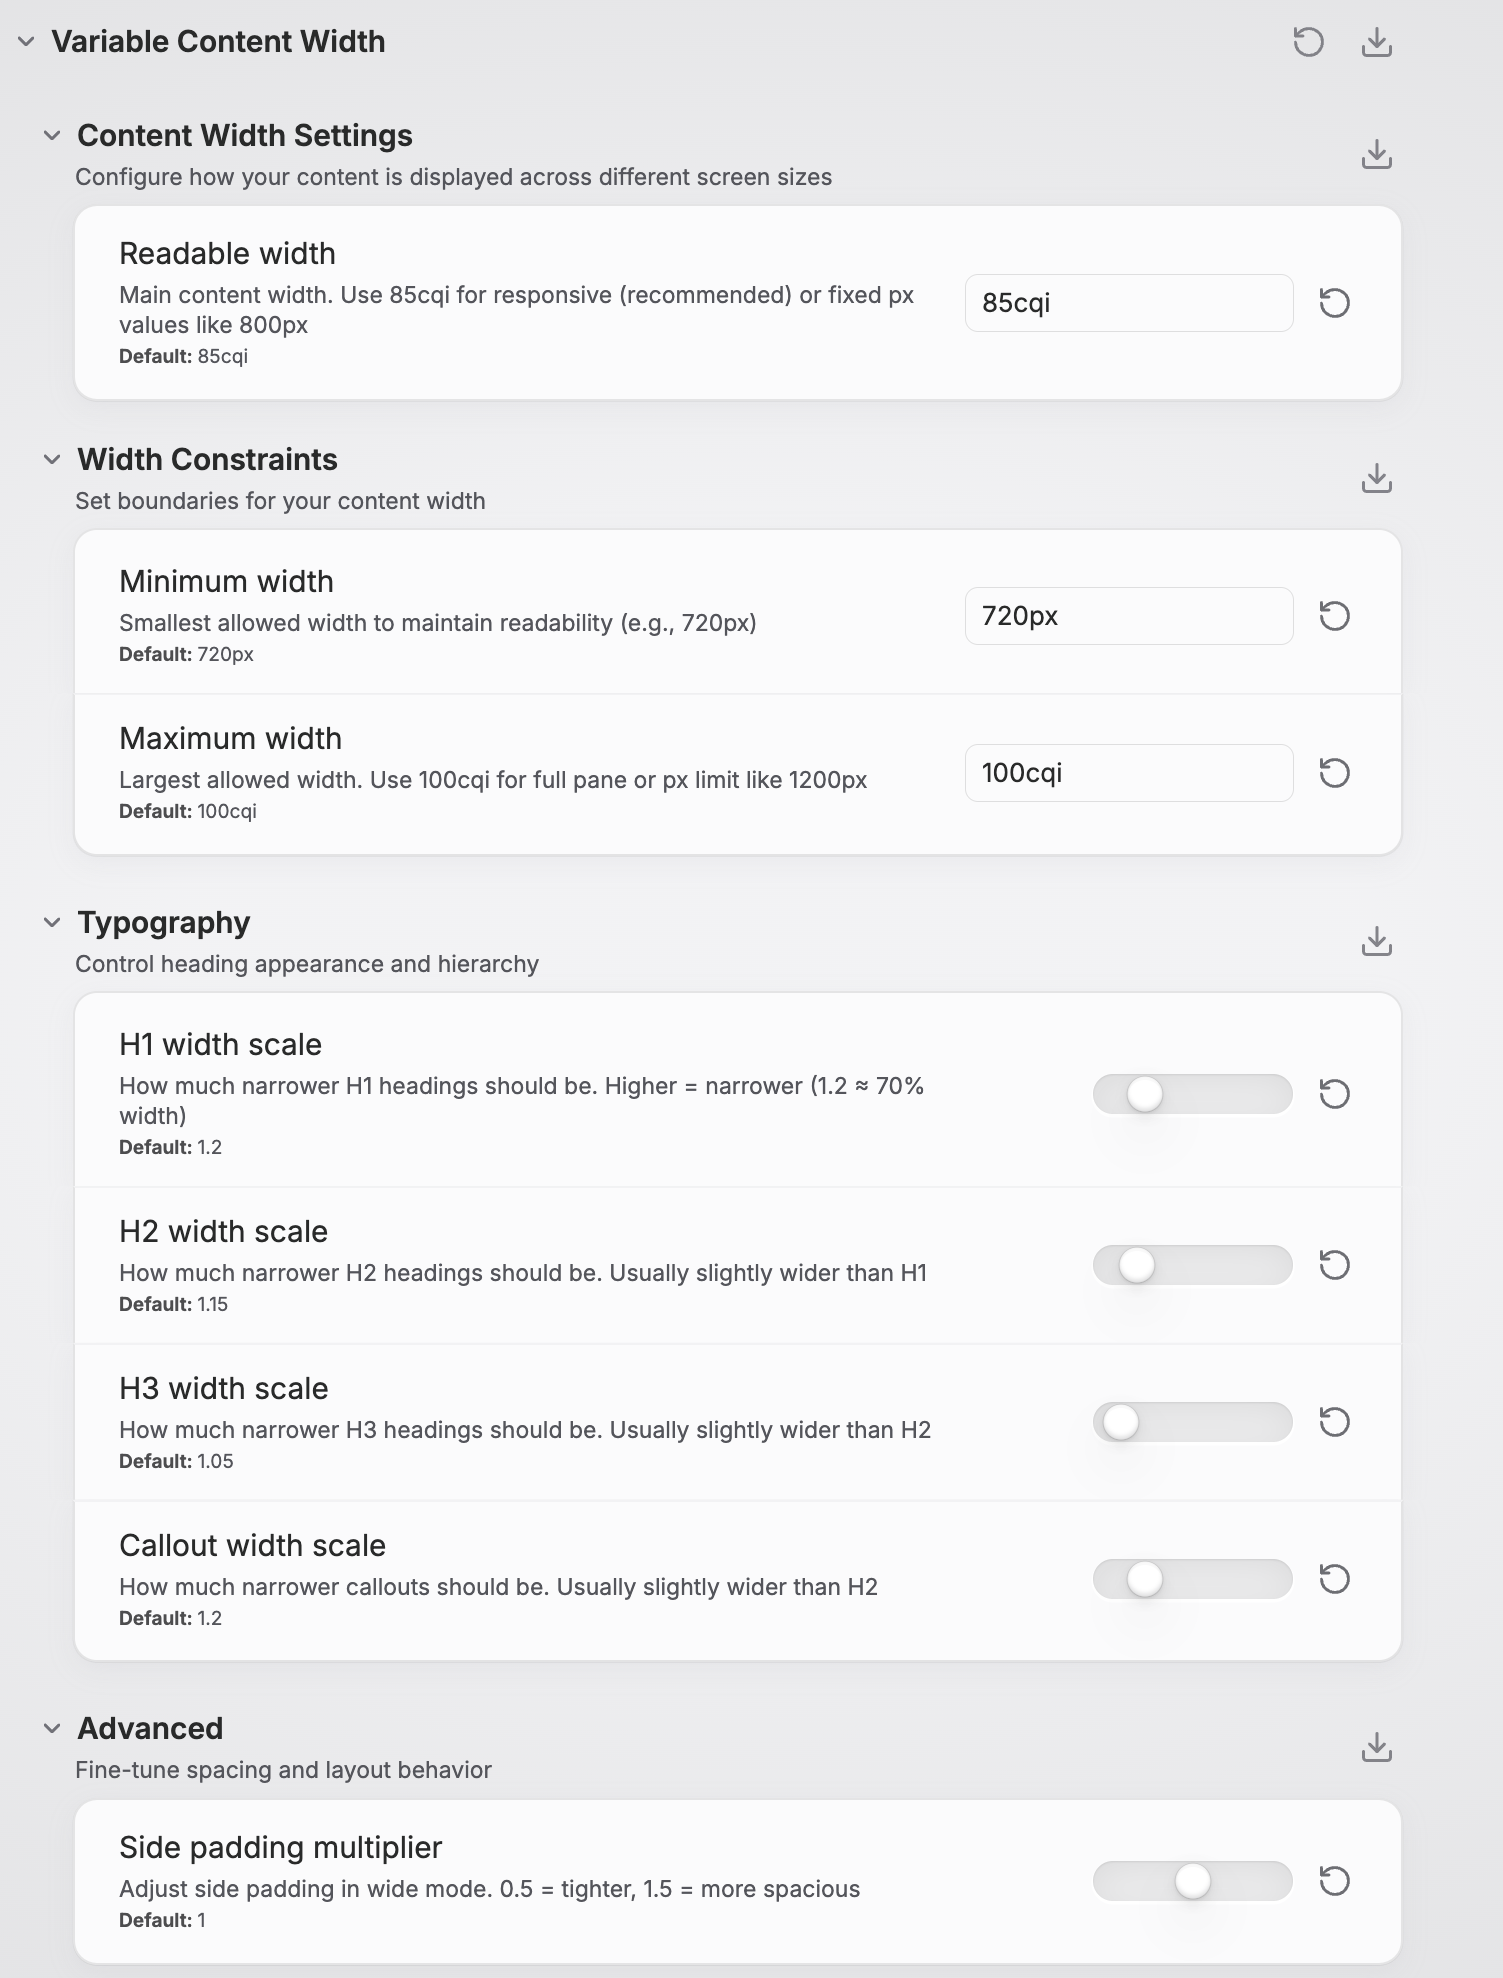 Variable Content Width
Content Width Settings
Configure how your content is displayed across different screen sizes
Readable width
Main content width. Use 85cqi for responsive (recommended) or fixed px
values like 800px
Default: 85cqi
85cqi
Width Constraints
Set boundaries for your content width
Minimum width
Smallest allowed width to maintain readability (e.g., 720px)
Default: 720px
720px
Maximum width
Largest allowed width. Use 100cqi for full pane or px limit like 1200px
Default: 100cqi
100cqi
Typography
Control heading appearance and hierarchy
H1 width scale
How much narrower H1 headings should be. Higher = narrower (1.2 ≈ 70%
width)
Default: 1.2
H2 width scale
How much narrower H2 headings should be. Usually slightly wider than H1
Default: 1.15
H3 width scale
How much narrower H3 headings should be. Usually slightly wider than H2
Default: 1.05
Callout width scale
How much narrower callouts should be. Usually slightly wider than H2
Default: 1.2
Advanced
Fine-tune spacing and layout behavior
Side padding multiplier
Adjust side padding in wide mode. 0.5 = tighter, 1.5 = more spacious
Default: 1